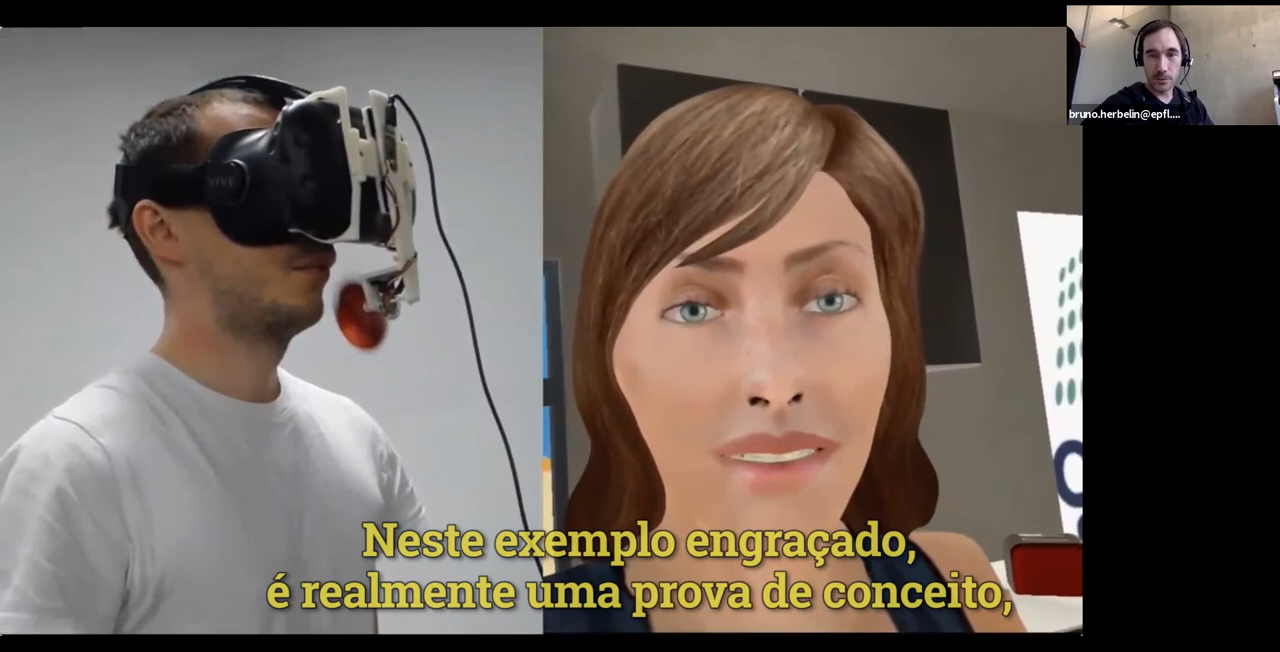 bruno.herbelin@epfl....
VIVE
Neste exemplo engraçado,
é realmente uma prova de conceito,